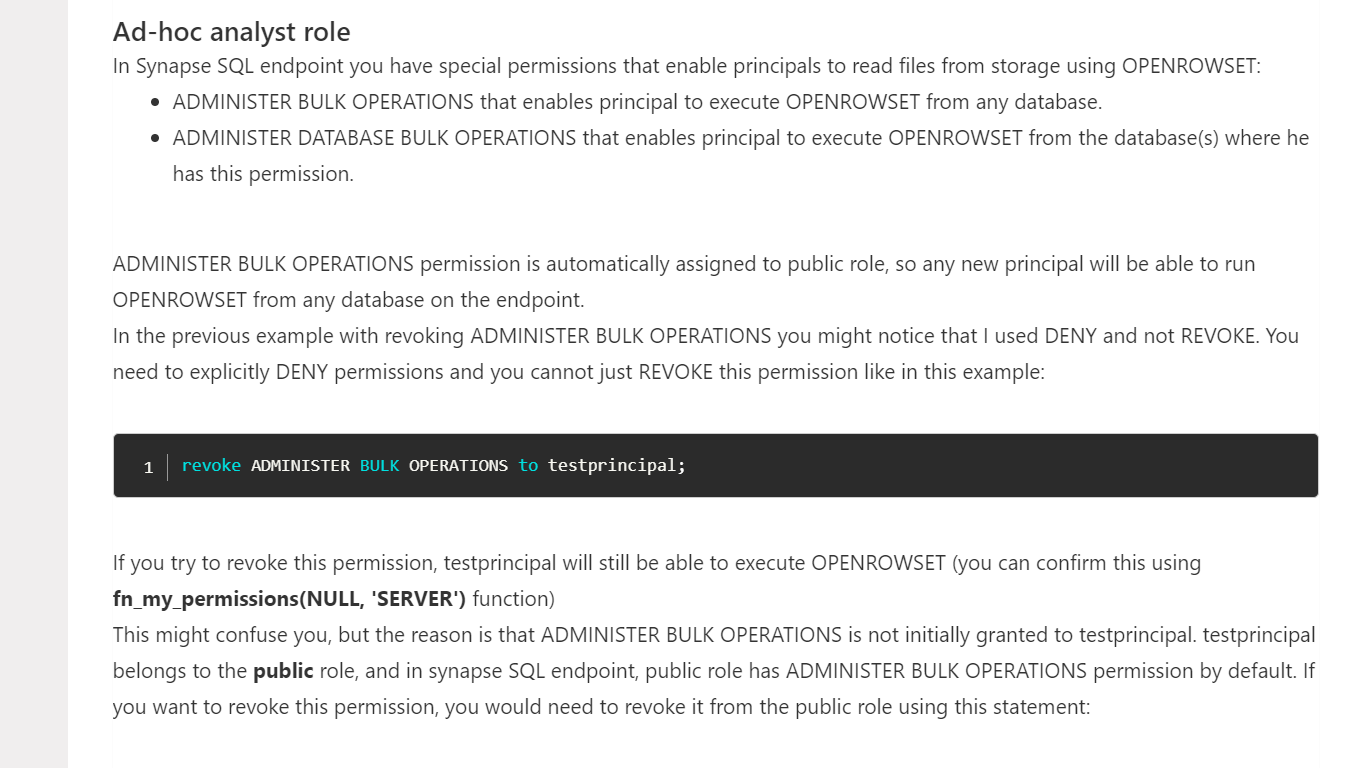 Ad-hoc analyst role
In Synapse SQL endpoint you have special permissions that enable principals to read files from storage using OPENROWSET:
• ADMINISTER BULK OPERATIONS that enables principal to execute OPENROWSET from any database.
• ADMINISTER DATABASE BULK OPERATIONS that enables principal to execute OPENROWSET from the database(s) where he
has this permission.
ADMINISTER BULK OPERATIONS permission is automatically assigned to public role, so any new principal will be able to run
OPENROWSET from any database on the endpoint.
In the previous example with revoking ADMINISTER BULK OPERATIONS you might notice that I used DENY and not REVOKE. You
need to explicitly DENY permissions and you cannot just REVOKE this permission like in this example:
1 revoke ADMINISTER BULK OPERATIONS to testprincipal;
If you try to revoke this permission, testprincipal will still be able to execute OPENROWSET (you can confirm this using
fn_my_permissions(NULL, 'SERVER') function)
This might confuse you, but the reason is that ADMINISTER BULK OPERATIONS is not initially granted to testprincipal. testprincipal
belongs to the public role, and in synapse SQL endpoint, public role has ADMINISTER BULK OPERATIONS permission by default. If
you want to revoke this permission, you would need to revoke it from the public role using this statement: